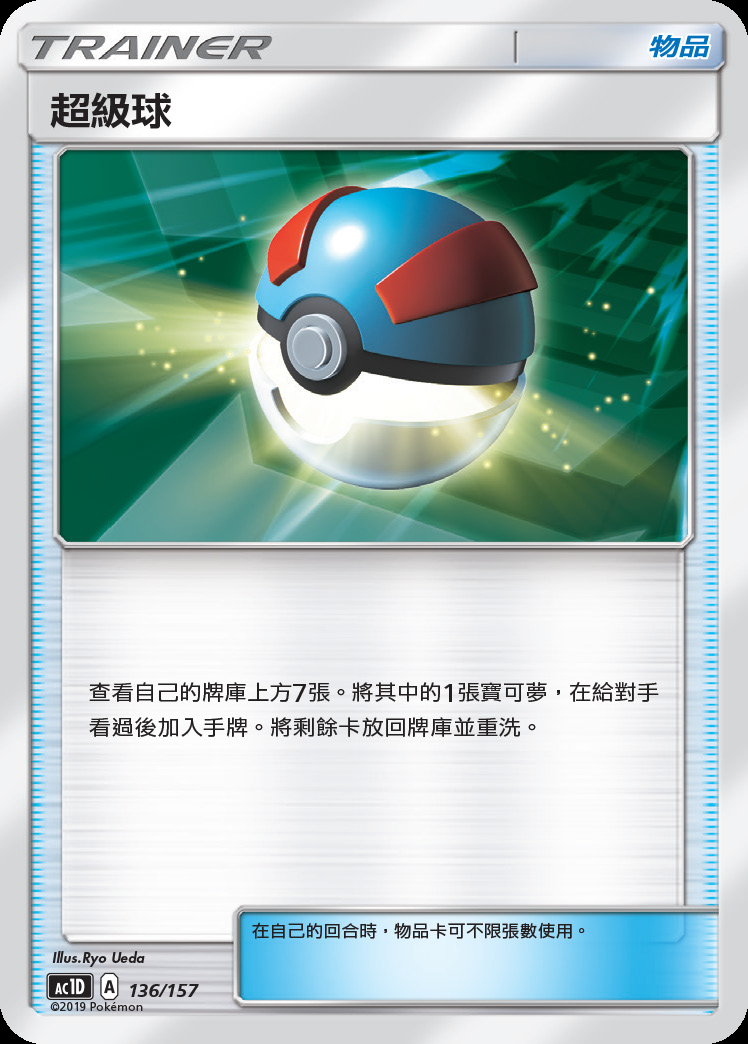 TRAINER
物品
超級球
查看自己的牌庫上方7張。將其中的1張寶可夢，在給對手
看過後加入手牌。將剩餘卡放回牌庫並重洗。
在自己的回合時，物品卡可不限張數使用。
Illus.Ryo Ueda
AC1D A 136/157
©2019 Pokémon